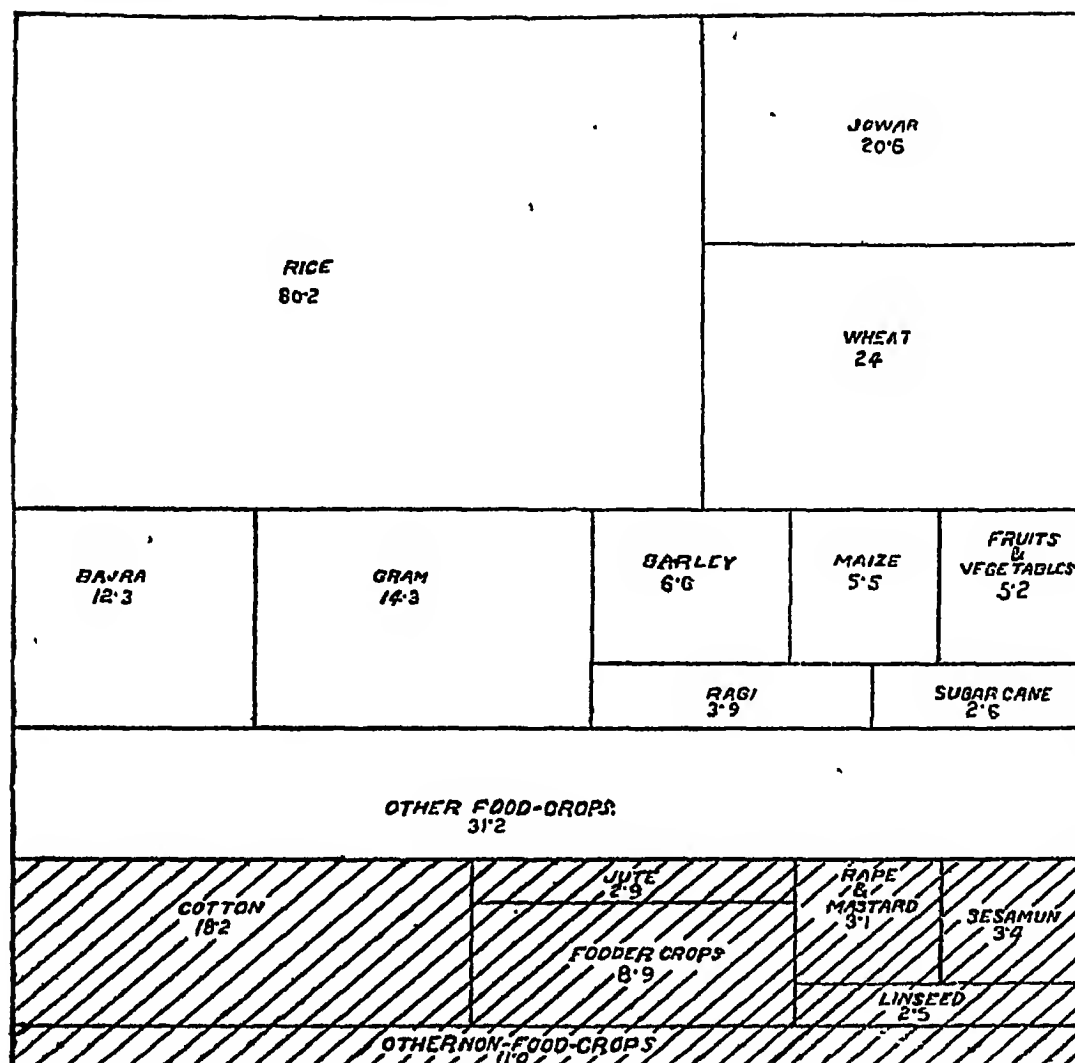 JOWAR
20·6
RICE
80·2
WHEAT
24
BAJRA
12·3
GRAM
14·3
BARLEY
6·6
MAIZE
5·5
FRUITS
&
VEGETABLES
5·2
RAGI
3·9
SUGAR CANE
2·6
OTHER FOOD-CROPS.
31·2
COTTON
18·2
JUTE
2·9
FODDER CROPS
8·9
RAPE
&
MASTARD
3·1
SESAMUN
3·4
LINSEED
2·5
OTHER NON-FOOD-CROPS